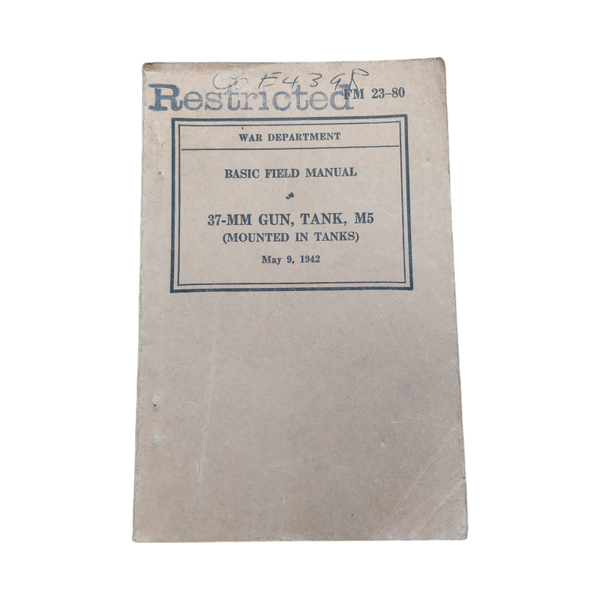 Restricted
FM 23-80
WAR DEPARTMENT
BASIC FIELD MANUAL
37-MM GUN, TANK, M5
(MOUNTED IN TANKS)
May 9, 1942